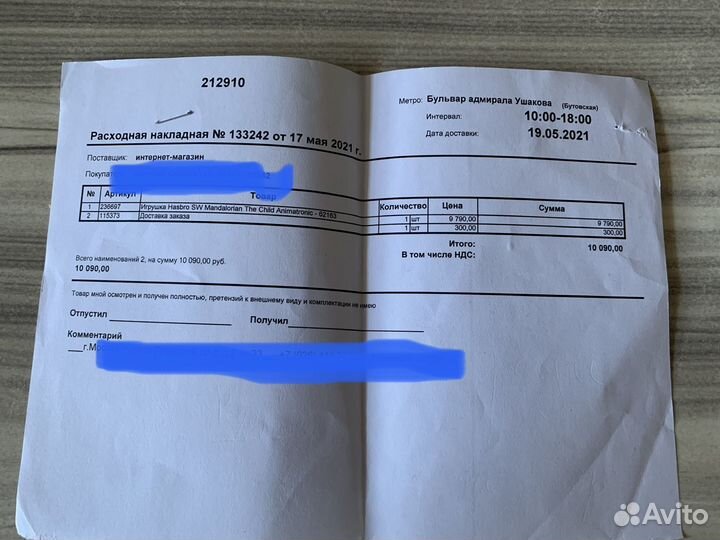 212910
Метро: Бульвар адмирала Ушакова (Бутовская)
Интервал: 10:00-18:00
Дата доставки: 19.05.2021
Расходная накладная № 133242 от 17 мая 2021 г.
Поставщик: интернет-магазин
Покупат
№ Артикул Товар Количество Цена Сумма
1 236697 Игрушка Hasbro SW Mandalorian The Child Animatronic - 62163 1 шт 9 790,00 9 790,00
2 115373 Доставка заказа 1 шт 300,00 300,00
Итого: 10 090,00
В том числе НДС:
Всего наименований 2, на сумму 10 090,00 руб.
10 090,00
Товар мной осмотрен и получен полностью, претензий к внешнему виду и комплектации не имею
Отпустил Получил
Комментарий
г.Мос
Avito